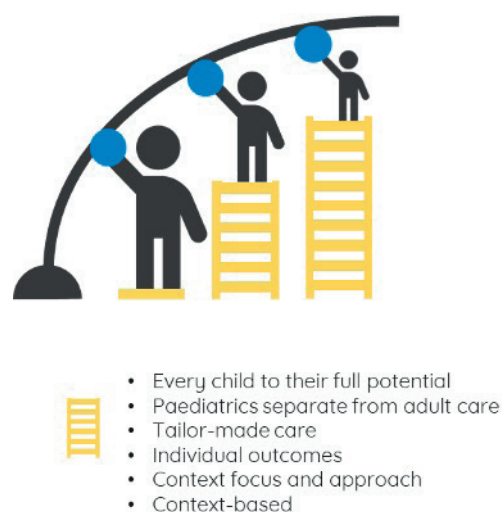 • Every child to their full potential
• Paediatrics separate from adult care
• Tailor-made care
• Individual outcomes
• Context focus and approach
• Context-based